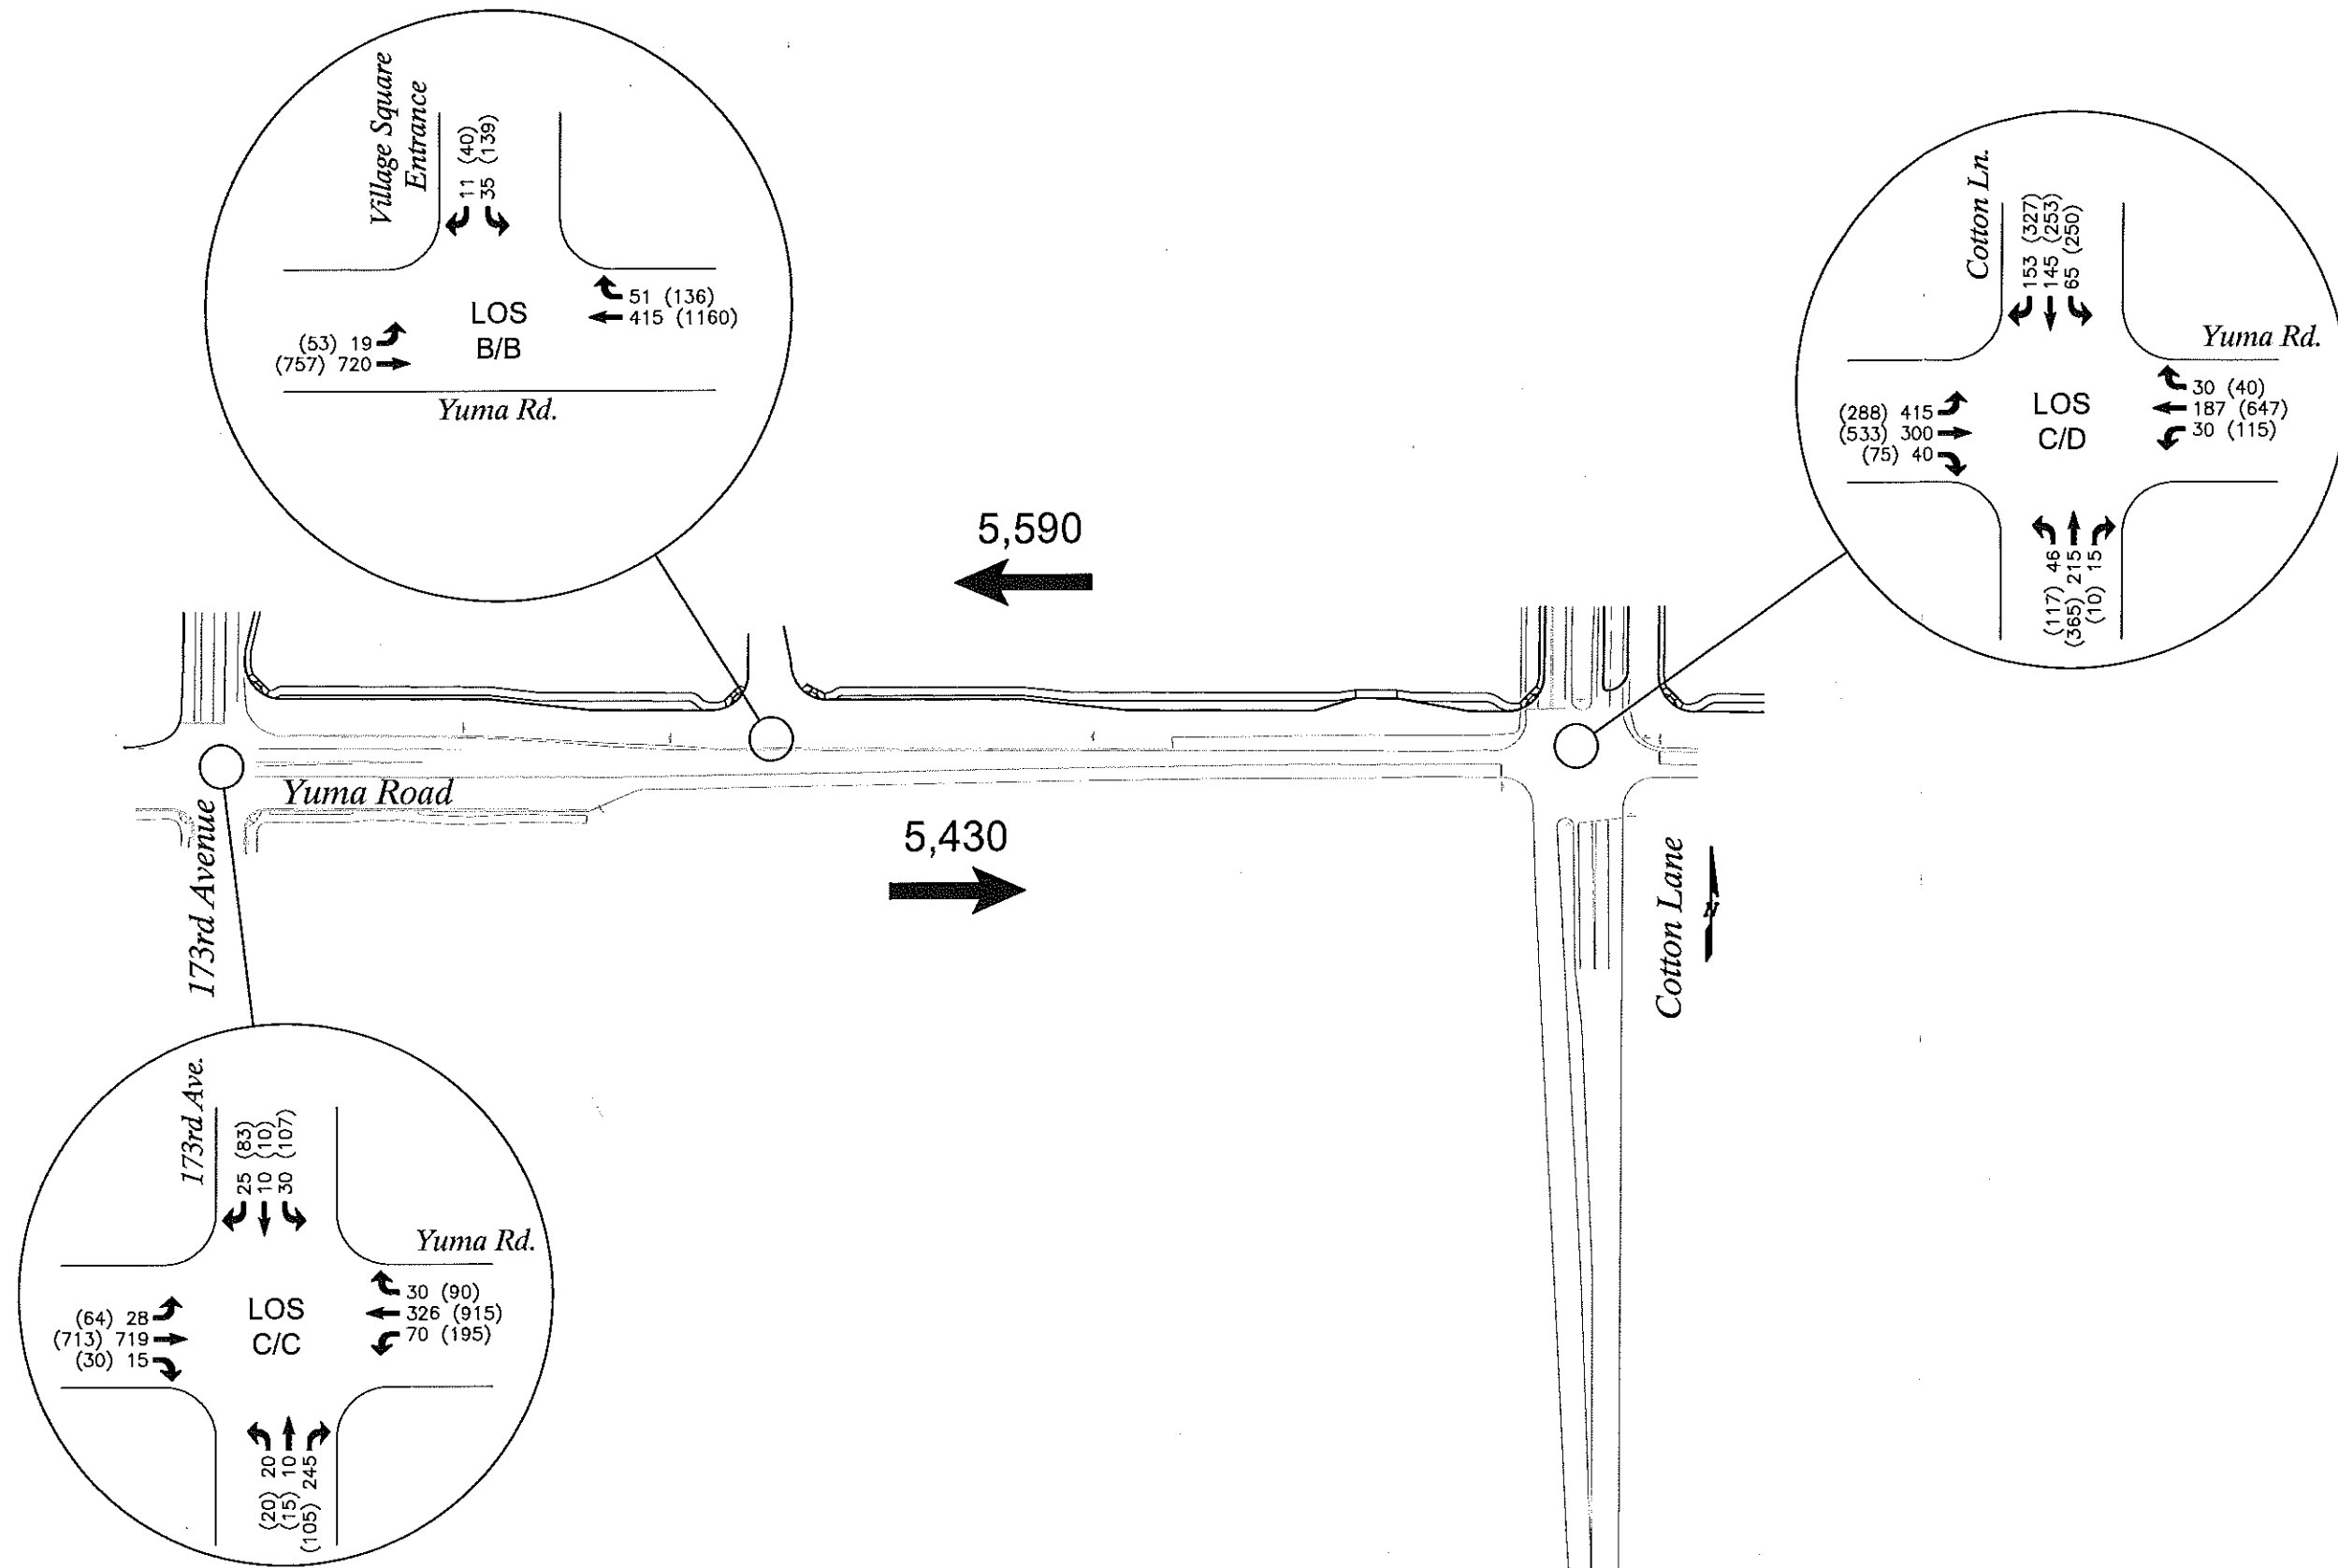 Village Square
Entrance
11 (40)
35 (139)
51 (136)
415 (1160)
LOS
B/B
(53) 19
(757) 720
Yuma Rd.
Cotton Ln.
153 (327)
145 (253)
65 (250)
Yuma Rd.
30 (40)
187 (647)
30 (115)
LOS
C/D
(288) 415
(533) 300
(75) 40
(117) 46
(365) 215
(10) 15
5,590
Yuma Road
5,430
173rd Avenue
Cotton Lane
N
173rd Ave.
25 (83)
10 (10)
30 (107)
Yuma Rd.
30 (90)
326 (915)
70 (195)
LOS
C/C
(64) 28
(713) 719
(30) 15
(20) 20
(15) 10
(105) 245